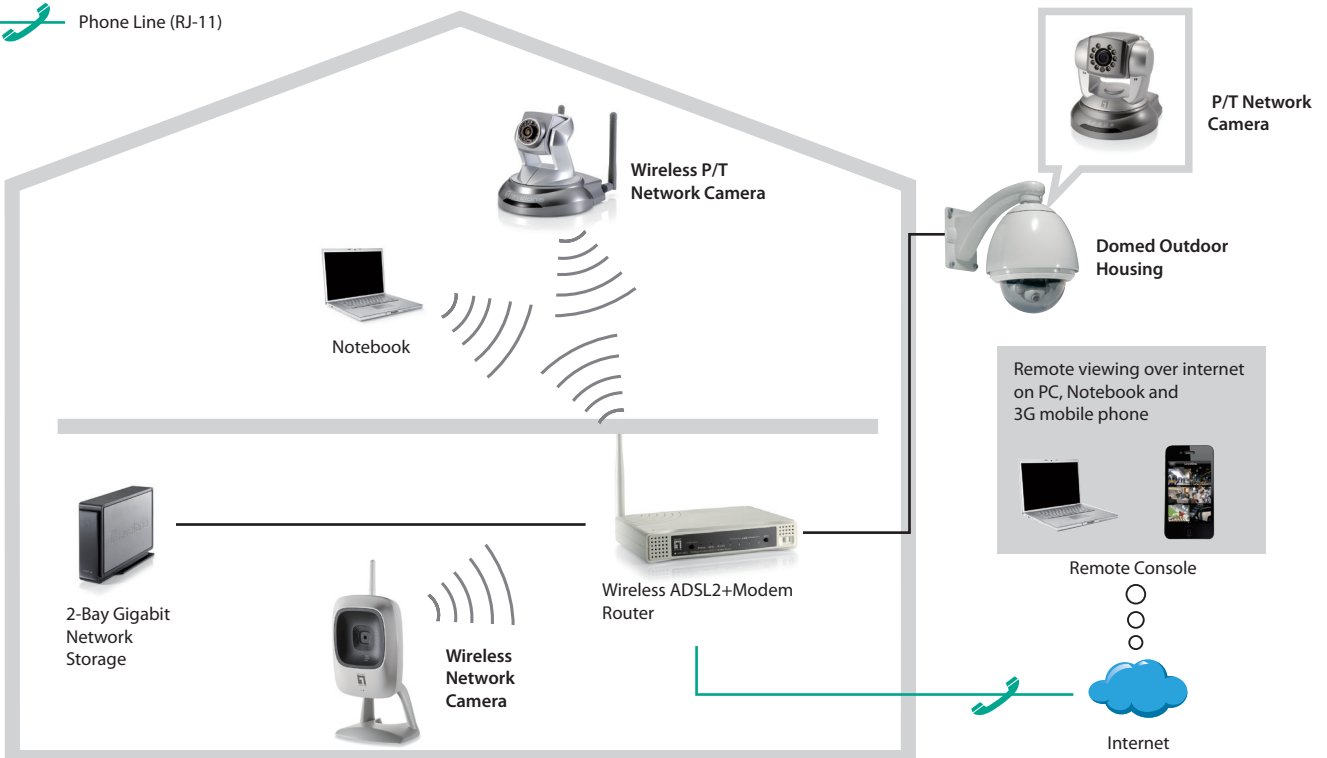 Phone Line (RJ-11)
P/T Network
Camera
Wireless P/T
Network Camera
Domed Outdoor
Housing
Notebook
Remote viewing over internet
on PC, Notebook and
3G mobile phone
Remote Console
2-Bay Gigabit
Network
Storage
Wireless ADSL2+Modem
Router
Wireless
Network
Camera
Internet